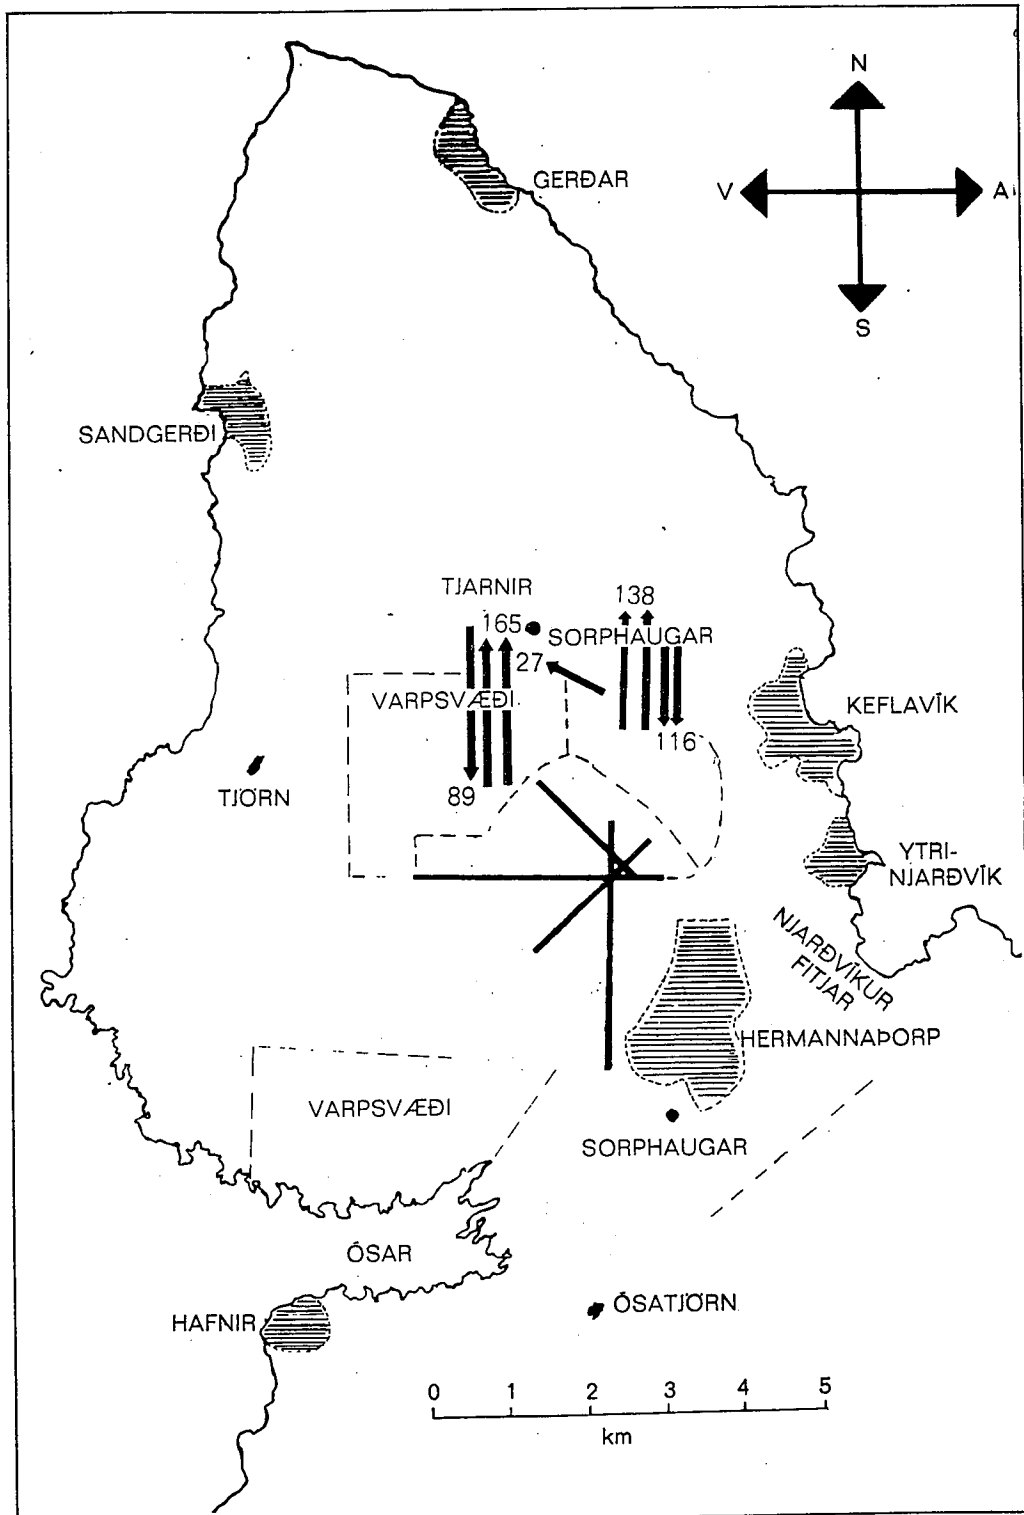 N
V
A
S
GERÐAR
SANDGERÐI
TJARNIR
138
165
SORPHAUGAR
27
VARPSVÆÐI
KEFLAVÍK
116
TJÖRN
89
YTRI-
NJARÐVÍK
NJARÐVÍKUR
FITJAR
HERMANNAÞORP
VARPSVÆÐI
SORPHAUGAR
ÓSAR
ÓSATJÖRN
HAFNIR
0 1 2 3 4 5
km